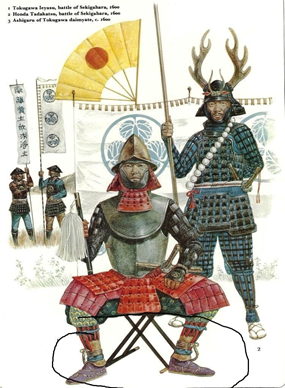 1 Tokugawa Ieyasu, battle of Sekigahara, 1600
2 Honda Tadakatsu, battle of Sekigahara, 1600
3 Ashigaru of Tokugawa daimyate, c. 1600
2